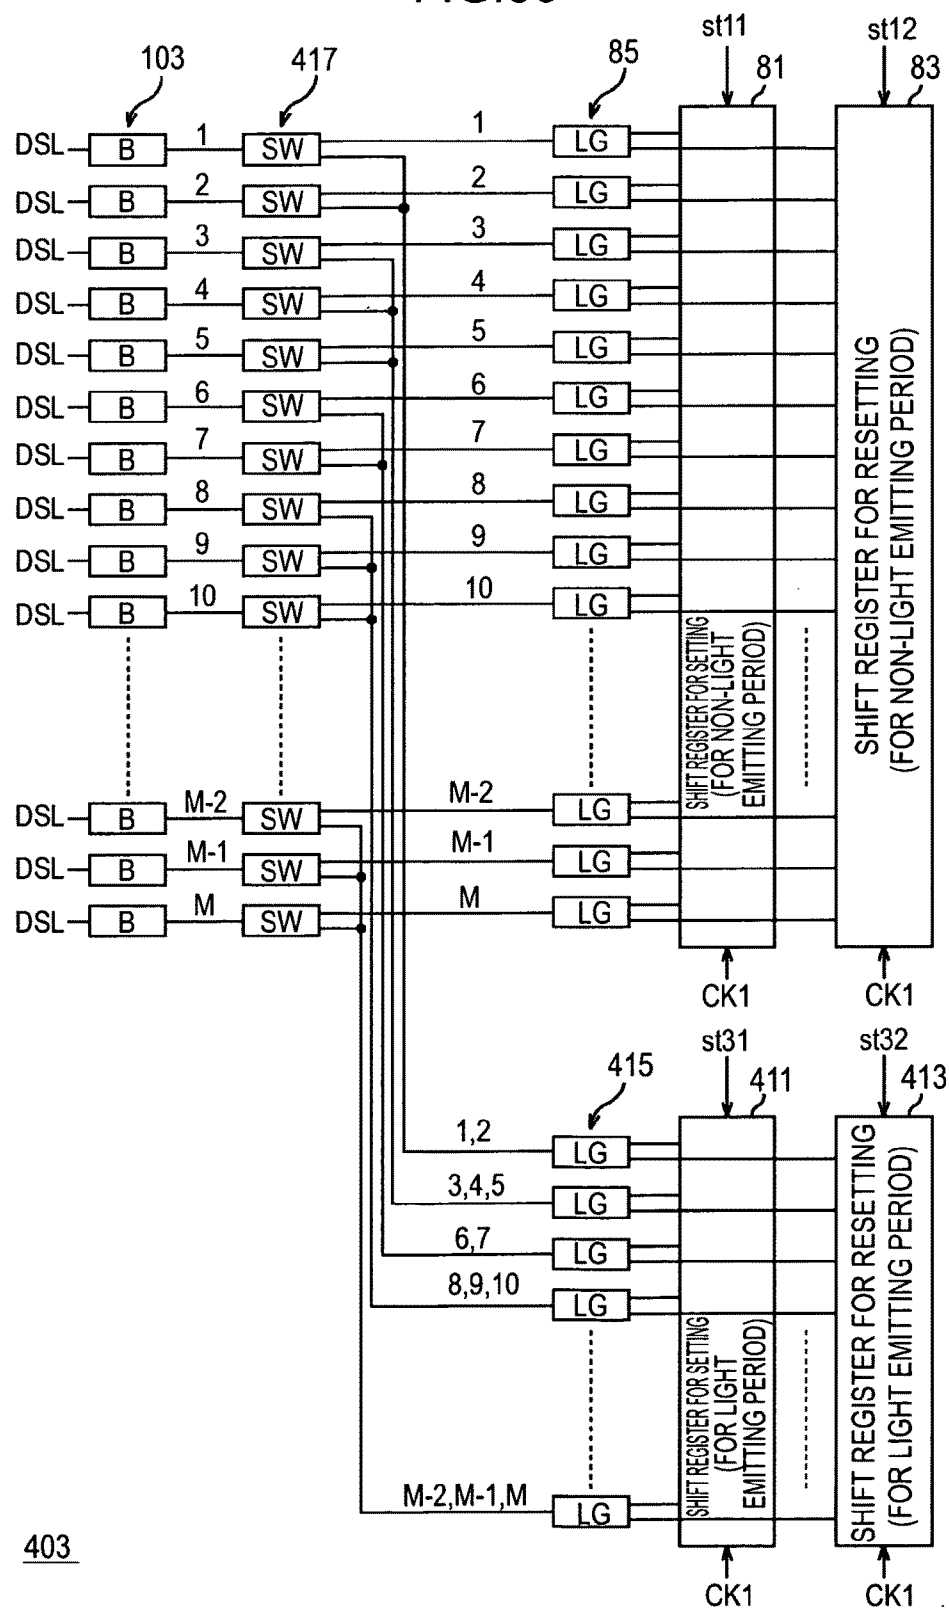 st11 st12
103 417 85 81 83
DSL B 1 SW 1 LG
DSL B 2 SW 2 LG
DSL B 3 SW 3 LG
DSL B 4 SW 4 LG
DSL B 5 SW 5 LG
DSL B 6 SW 6 LG
DSL B 7 SW 7 LG
DSL B 8 SW 8 LG
DSL B 9 SW 9 LG
DSL B 10 SW 10 LG
SHIFT REGISTER FOR SETTING
(FOR NON-LIGHT
EMITTING PERIOD)
SHIFT REGISTER FOR RESETTING
(FOR NON-LIGHT EMITTING PERIOD)
DSL B M-2 SW M-2 LG
DSL B M-1 SW M-1 LG
DSL B M SW M LG
CK1 CK1
st31 st32
415 411 413
1,2 LG
3,4,5 LG
6,7 LG
8,9,10 LG
SHIFT REGISTER FOR SETTING
(FOR LIGHT
EMITTING PERIOD)
SHIFT REGISTER FOR RESETTING
(FOR LIGHT EMITTING PERIOD)
M-2,M-1,M LG
403
CK1 CK1